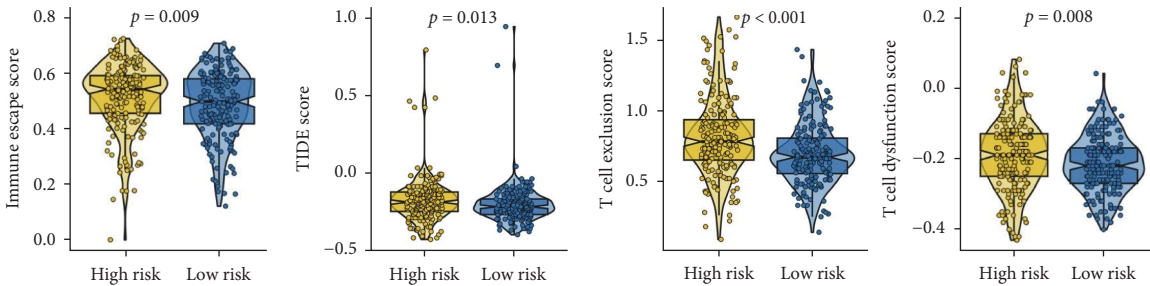 Immune escape score
0.8
0.6
0.4
0.2
0.0
p = 0.009
High risk
Low risk
TIDE score
1.0
0.5
0.0
−0.5
p = 0.013
High risk
Low risk
T cell exclusion score
1.5
1.0
0.5
p < 0.001
High risk
Low risk
T cell dysfunction score
0.2
0.0
−0.2
−0.4
p = 0.008
High risk
Low risk